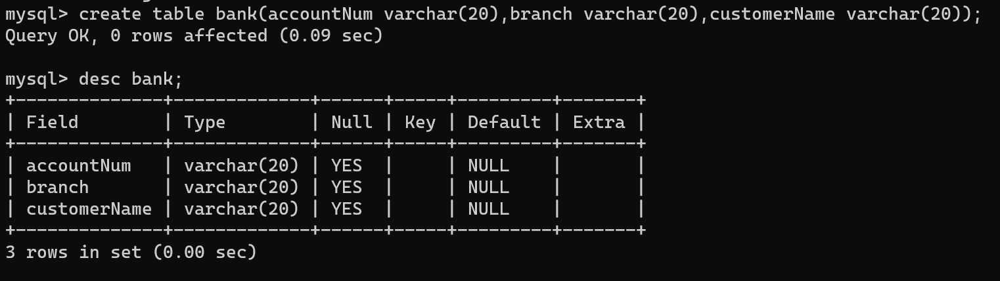 mysql> create table bank(accountNum varchar(20),branch varchar(20),customerName varchar(20));
Query OK, 0 rows affected (0.09 sec)
mysql> desc bank;
+--------------+-------------+------+-----+---------+-------+
| Field        | Type        | Null | Key | Default | Extra |
+--------------+-------------+------+-----+---------+-------+
| accountNum   | varchar(20) | YES  |     | NULL    |       |
| branch       | varchar(20) | YES  |     | NULL    |       |
| customerName | varchar(20) | YES  |     | NULL    |       |
+--------------+-------------+------+-----+---------+-------+
3 rows in set (0.00 sec)